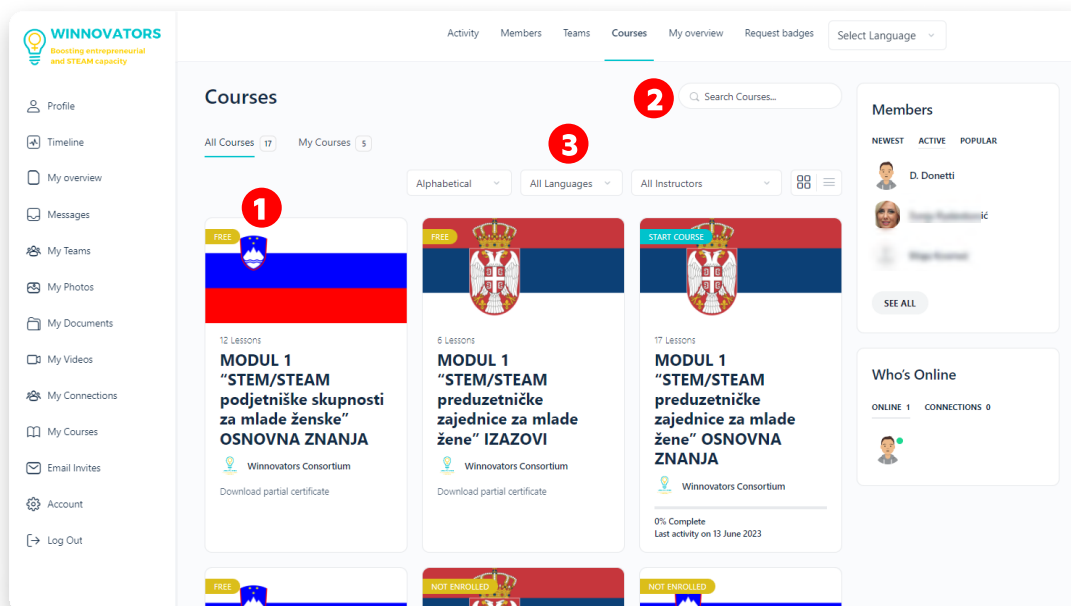 WINNOVATORS
Boosting entrepreneurial
and STEAM capacity
Activity Members Teams Courses My overview Request badges Select Language
Profile
Timeline
My overview
Messages
My Teams
My Photos
My Documents
My Videos
My Connections
My Courses
Email Invites
Account
Log Out
Courses
2
Search Courses...
All Courses 17 My Courses 5
3
Alphabetical All Languages All Instructors
1
FREE
12 Lessons
MODUL 1
“STEM/STEAM
podjetniške skupnosti
za mlade ženske”
OSNOVNA ZNANJA
Winnovators Consortium
Download partial certificate
FREE
6 Lessons
MODUL 1
“STEM/STEAM
preduzetničke
zajednice za mlade
žene” IZAZOVI
Winnovators Consortium
Download partial certificate
START COURSE
17 Lessons
MODUL 1
“STEM/STEAM
preduzetničke
zajednice za mlade
žene” OSNOVNA
ZNANJA
Winnovators Consortium
0% Complete
Last activity on 13 June 2023
FREE
NOT ENROLLED
NOT ENROLLED
Members
NEWEST ACTIVE POPULAR
D. Donetti
ić
SEE ALL
Who's Online
ONLINE 1 CONNECTIONS 0